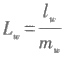 L_w = l_w / m_w